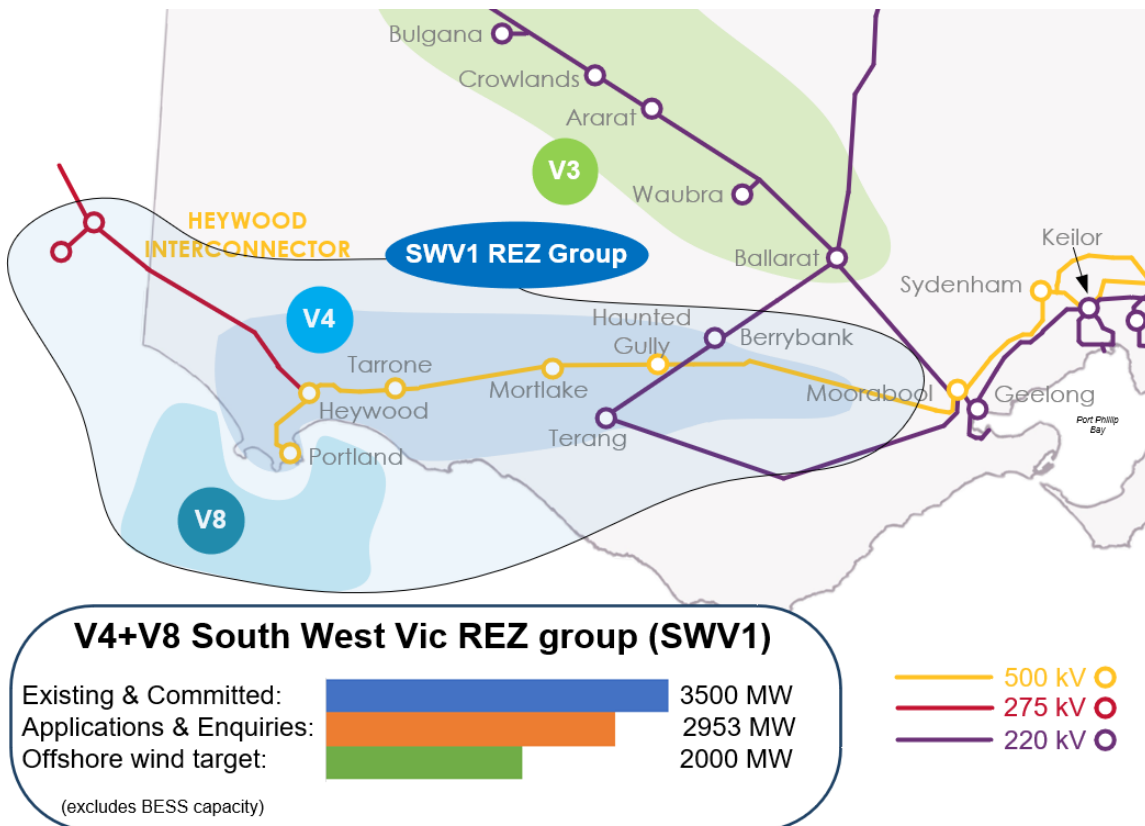 Bulgana
Crowlands
Ararat
V3
Waubra
HEYWOOD
INTERCONNECTOR
SWV1 REZ Group
Ballarat
Keilor
Sydenham
V4
Haunted
Gully
Berrybank
Tarrone
Mortlake
Moorabool
Geelong
Heywood
Terang
Port Phillip
Bay
Portland
V8
V4+V8 South West Vic REZ group (SWV1)
Existing & Committed: 3500 MW
Applications & Enquiries: 2953 MW
Offshore wind target: 2000 MW
(excludes BESS capacity)
500 kV
275 kV
220 kV